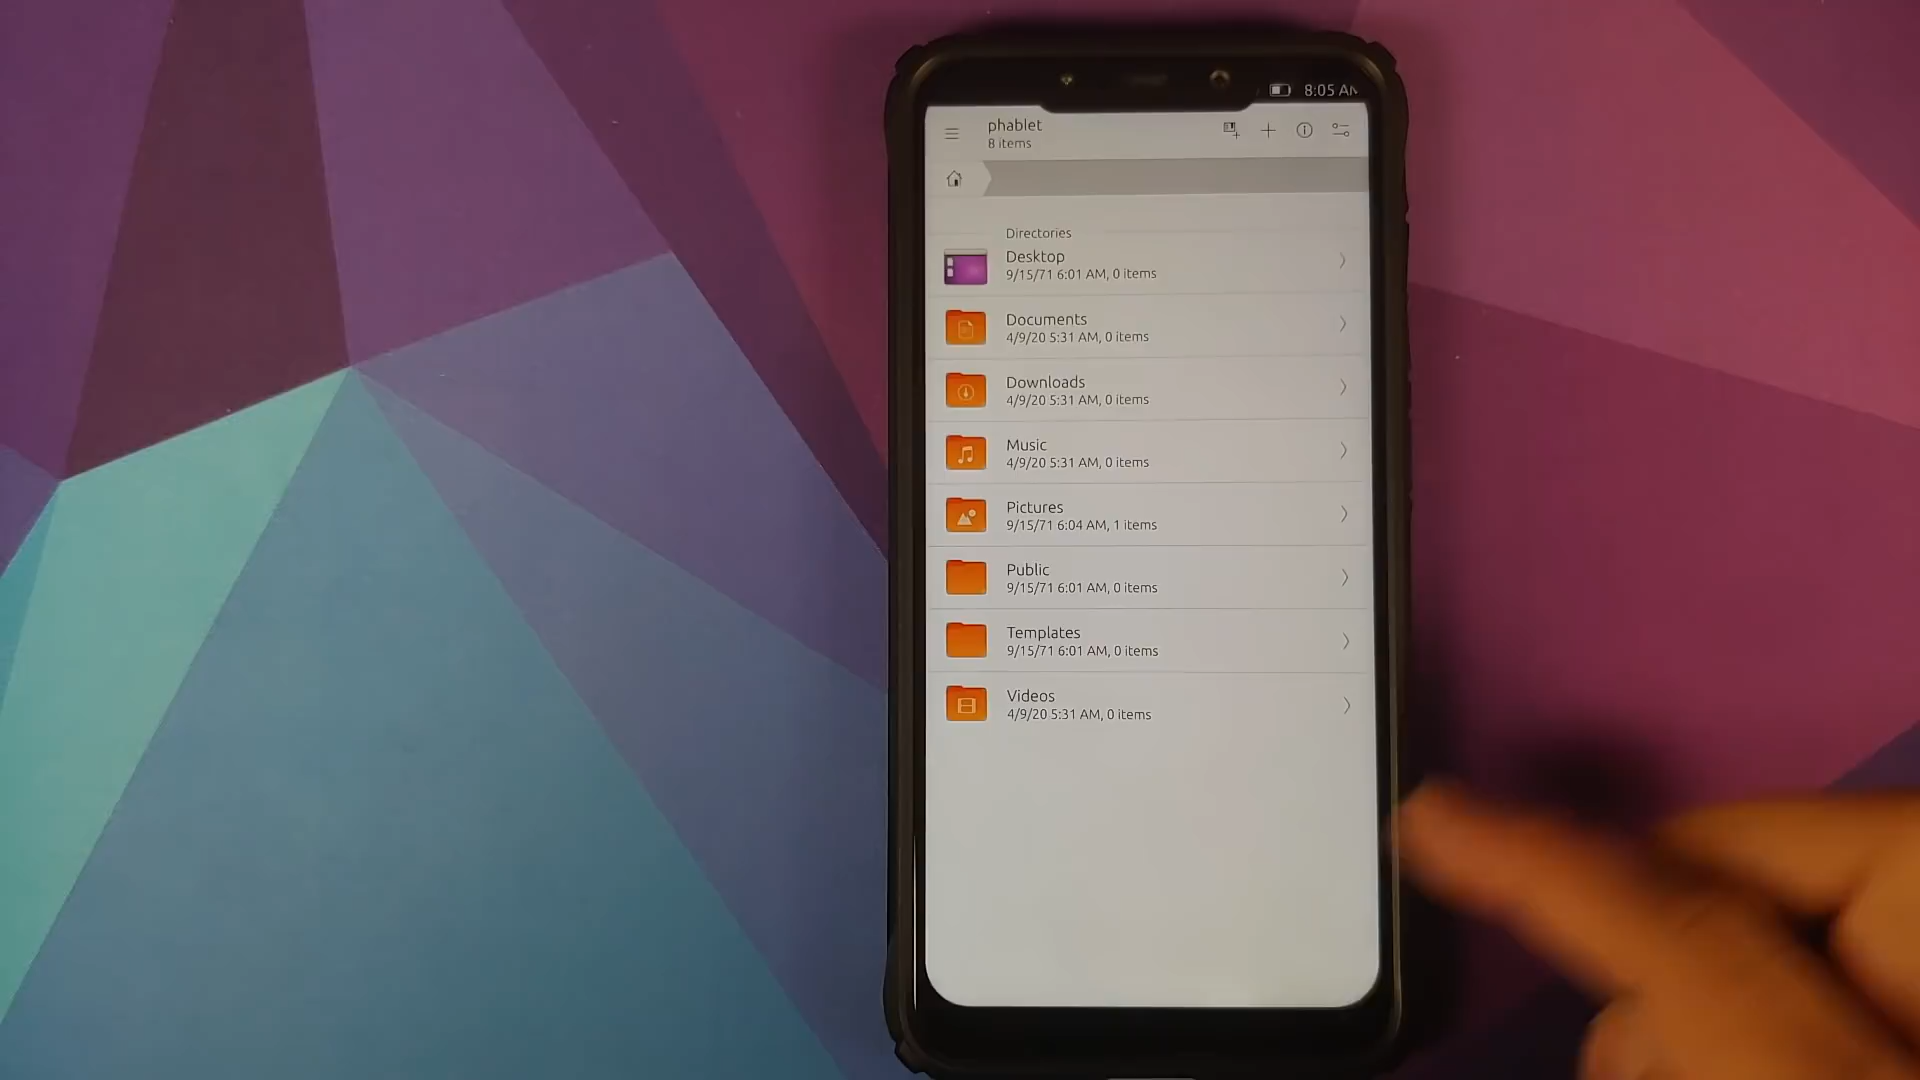 8:05 AM
phablet
8 items
Directories
Desktop
9/15/71 6:01 AM, 0 items
Documents
4/9/20 5:31 AM, 0 items
Downloads
4/9/20 5:31 AM, 0 items
Music
4/9/20 5:31 AM, 0 items
Pictures
9/15/71 6:04 AM, 1 items
Public
9/15/71 6:01 AM, 0 items
Templates
9/15/71 6:01 AM, 0 items
Videos
4/9/20 5:31 AM, 0 items